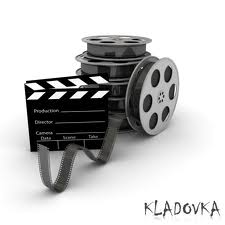 Production
Director
Camera
Date Scene Take
KLADOVKA